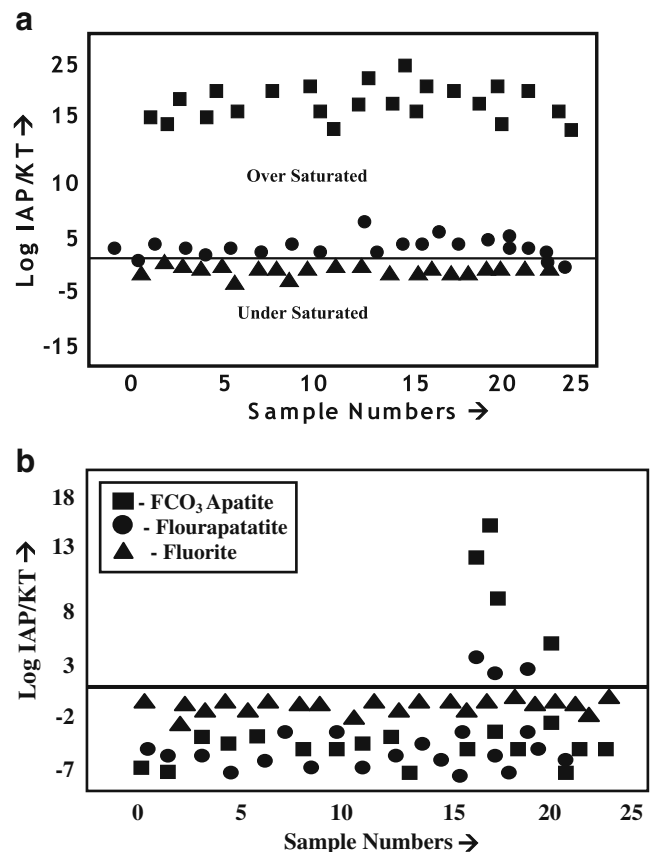 a
25
15
10
5
-5
-15
Log IAP/KT →
Over Saturated
Under Saturated
0 5 10 15 20 25
Sample Numbers →
b
18
13
8
3
-2
-7
Log IAP/KT →
- FCO₃ Apatite
- Flourapatatite
- Fluorite
0 5 10 15 20 25
Sample Numbers →